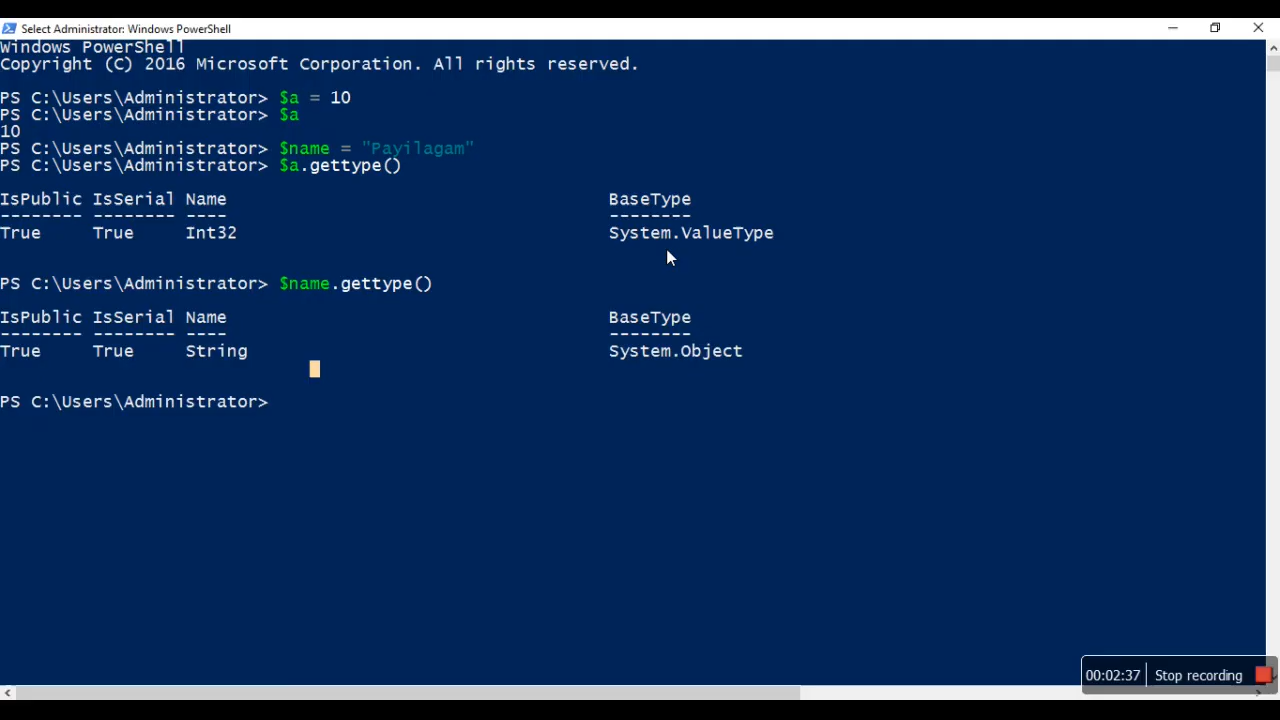 Select Administrator: Windows PowerShell
Windows PowerShell
Copyright (C) 2016 Microsoft Corporation. All rights reserved.
PS C:\Users\Administrator> $a = 10
PS C:\Users\Administrator> $a
10
PS C:\Users\Administrator> $name = "Payilagam"
PS C:\Users\Administrator> $a.gettype()
IsPublic IsSerial Name BaseType
-------- -------- ---- --------
True True Int32 System.ValueType
PS C:\Users\Administrator> $name.gettype()
IsPublic IsSerial Name BaseType
-------- -------- ---- --------
True True String System.Object
PS C:\Users\Administrator>
00:02:37 Stop recording